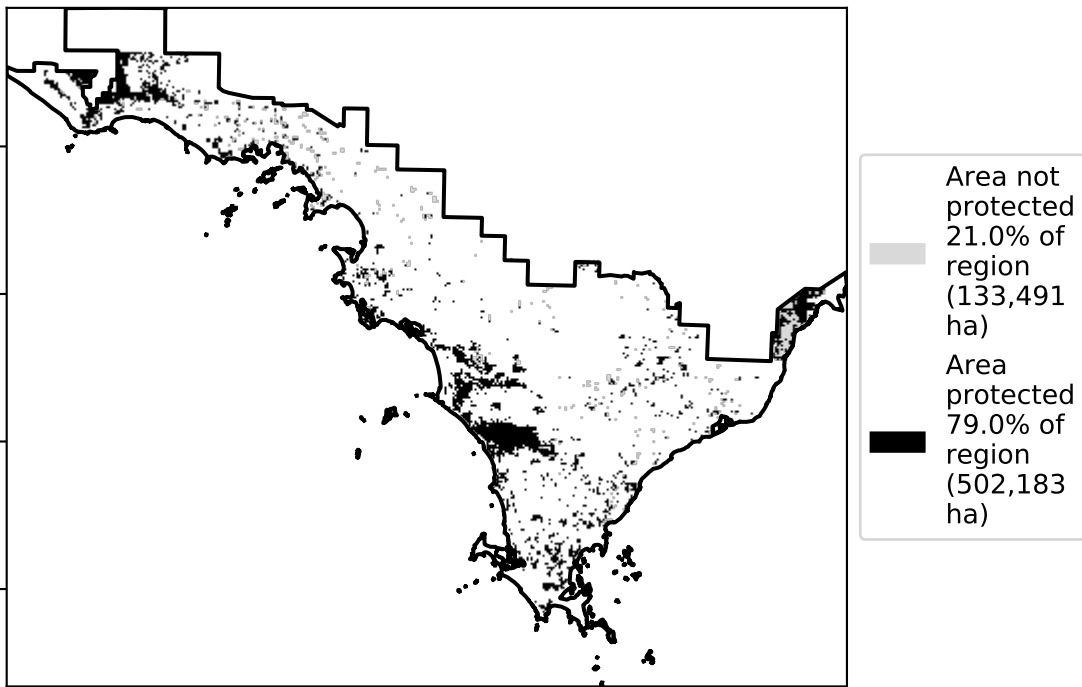 Area not
protected
21.0% of
region
(133,491
ha)
Area
protected
79.0% of
region
(502,183
ha)